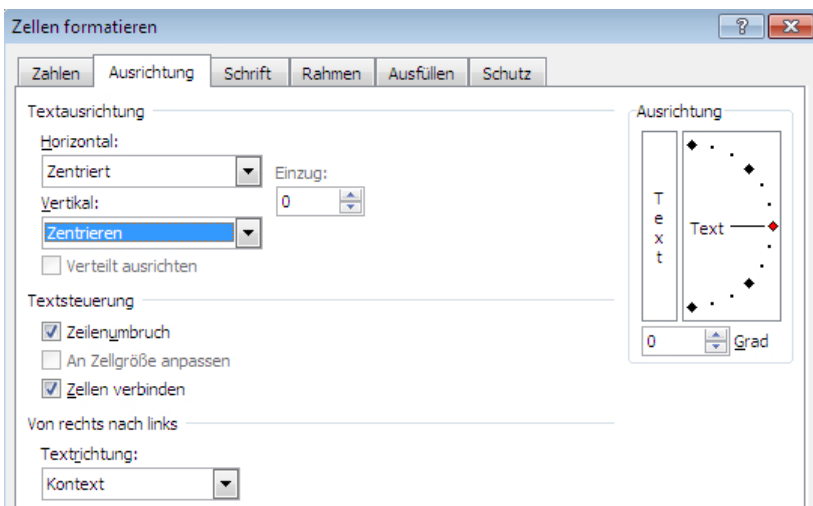 Zellen formatieren
Zahlen Ausrichtung Schrift Rahmen Ausfüllen Schutz
Textausrichtung
Horizontal:
Zentriert
Einzug:
0
Vertikal:
Zentrieren
Verteilt ausrichten
Textsteuerung
Zeilenumbruch
An Zellgröße anpassen
Zellen verbinden
Von rechts nach links
Textrichtung:
Kontext
Ausrichtung
Text
Text
0 Grad